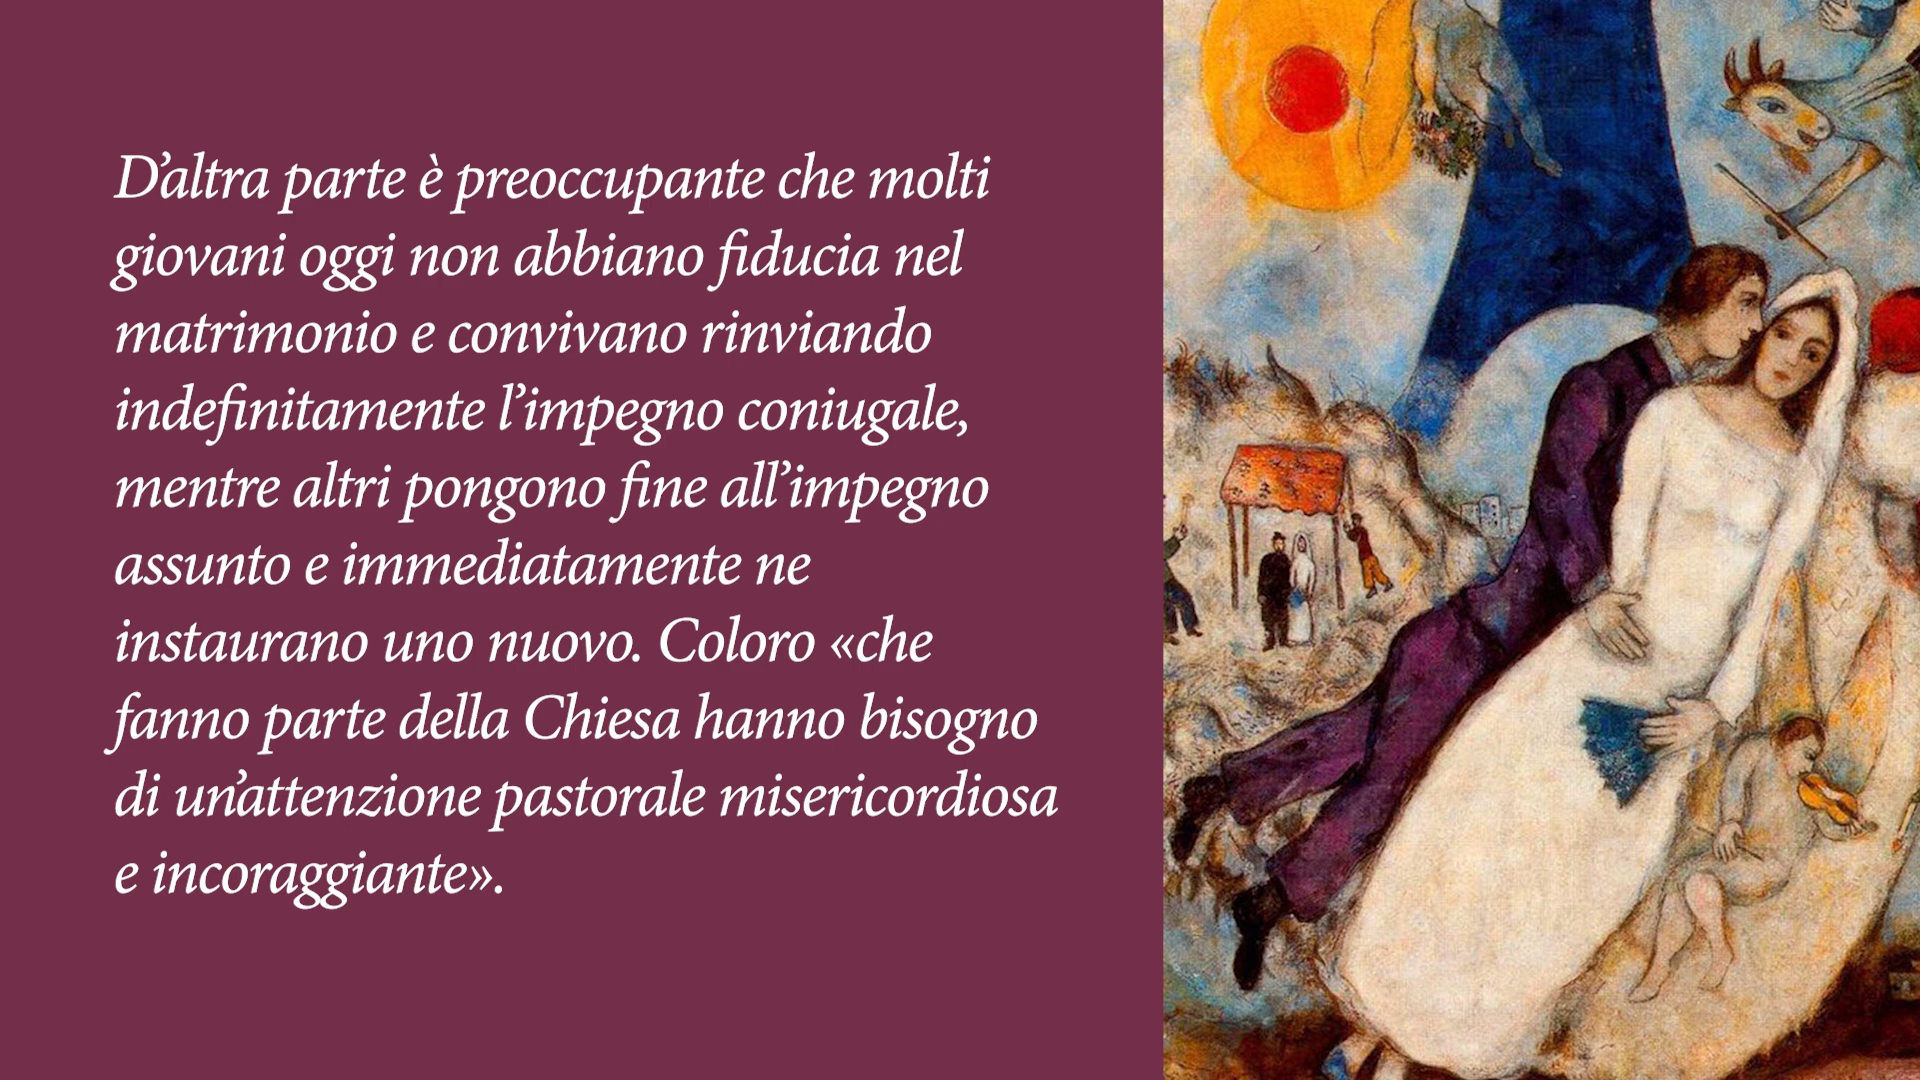 D’altra parte è preoccupante che molti
giovani oggi non abbiano fiducia nel
matrimonio e convivano rinviando
indefinitamente l’impegno coniugale,
mentre altri pongono fine all’impegno
assunto e immediatamente ne
instaurano uno nuovo. Coloro «che
fanno parte della Chiesa hanno bisogno
di un’attenzione pastorale misericordiosa
e incoraggiante».